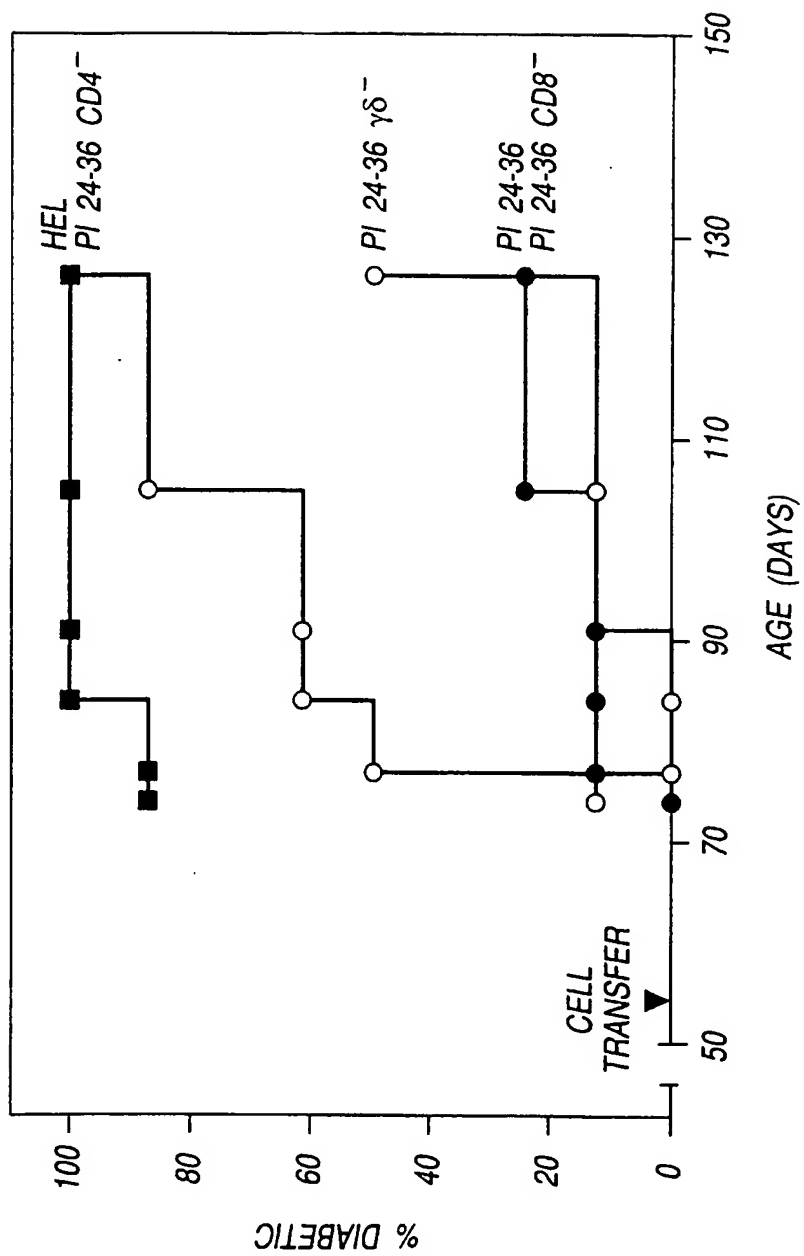 % DIABETIC
100
80
60
40
20
0
HEL
PI 24-36 CD4⁻
PI 24-36 γδ⁻
PI 24-36
PI 24-36 CD8⁻
CELL
TRANSFER
50
70
90
110
130
150
AGE (DAYS)